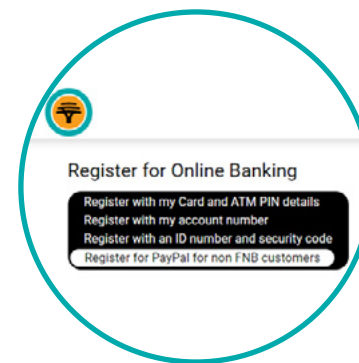 Register for Online Banking
Register with my Card and ATM PIN details
Register with my account number
Register with an ID number and security code
Register for PayPal for non FNB customers